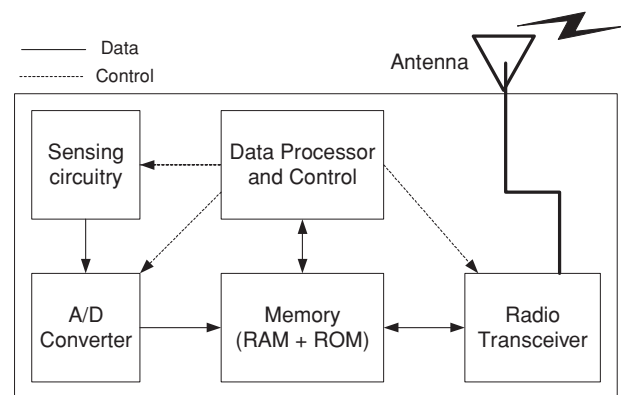 Data
Control
Antenna
Sensing
circuitry
Data Processor
and Control
A/D
Converter
Memory
(RAM + ROM)
Radio
Transceiver